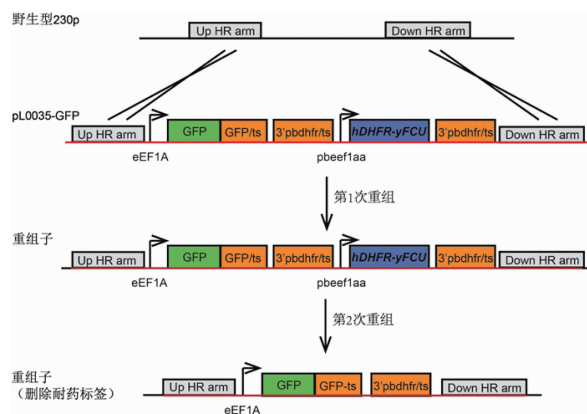 野生型230p
Up HR arm Down HR arm
pL0035-GFP
Up HR arm GFP GFP/ts 3'pbdhfr/ts hDHFR-yFCU 3'pbdhfr/ts Down HR arm
eEF1A pbeef1aa
第1次重组
重组子
Up HR arm GFP GFP/ts 3'pbdhfr/ts hDHFR-yFCU 3'pbdhfr/ts Down HR arm
eEF1A pbeef1aa
第2次重组
重组子
(删除耐药标签)
Up HR arm GFP GFP-ts 3'pbdhfr/ts Down HR arm
eEF1A